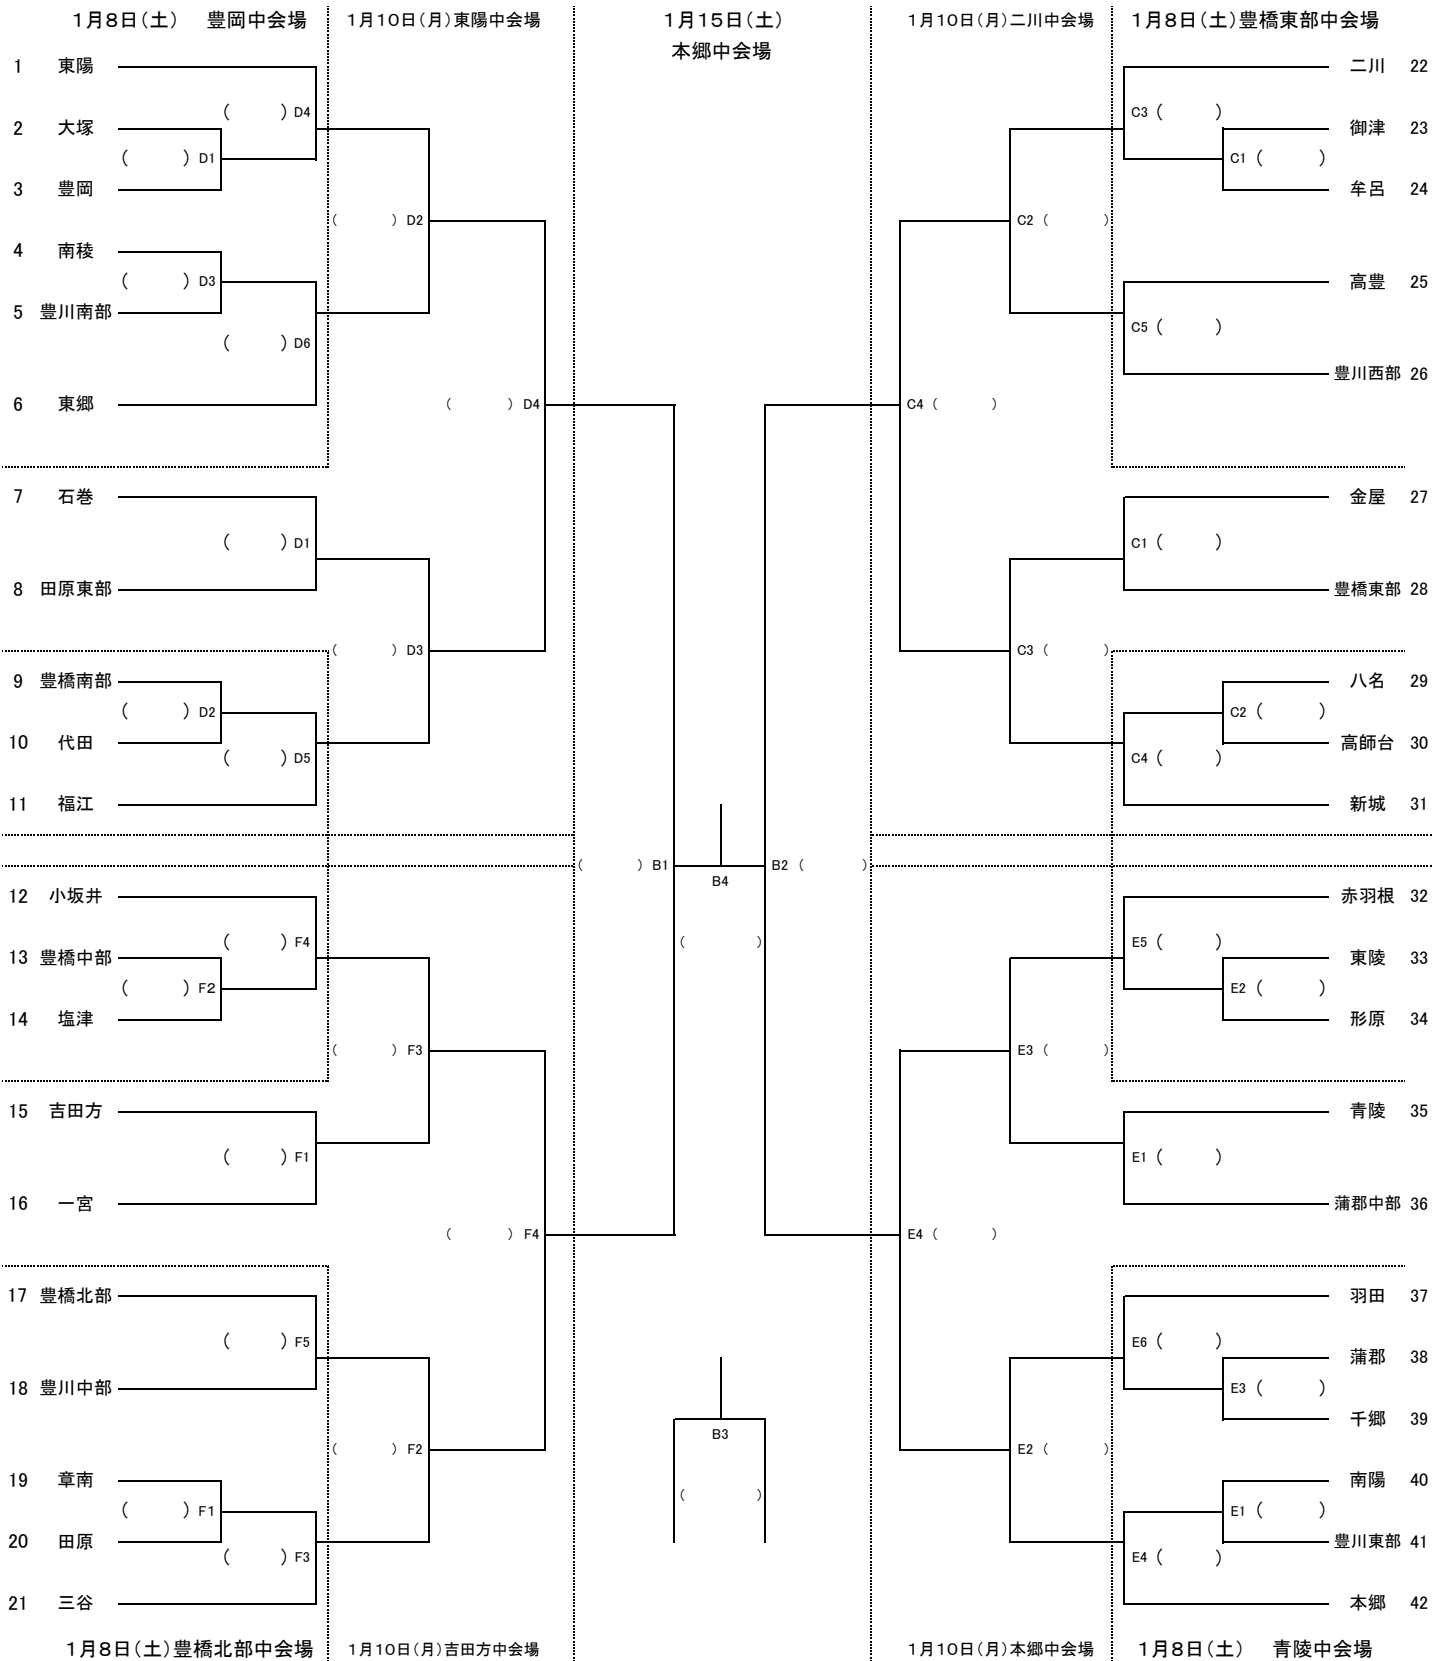 1月8日(土)　豊岡中会場　1月10日(月)東陽中会場　1月15日(土)　1月10日(月)二川中会場　1月8日(土)豊橋東部中会場
本郷中会場
1　東陽　二川　22
(　　)D4　C3(　　)
2　大塚　御津　23
(　　)D1　C1(　　)
3　豊岡　牟呂　24
(　　)D2　C2(　　)
4　南稜
(　　)D3　高豊　25
5　豊川南部
C5(　　)
(　　)D6
豊川西部　26
6　東郷　(　　)D4　C4(　　)
7　石巻　金屋　27
(　　)D1　C1(　　)
8　田原東部　豊橋東部　28
(　　)D3　C3(　　)
9　豊橋南部　八名　29
(　　)D2　C2(　　)
10　代田　高師台　30
(　　)D5　C4(　　)
11　福江　新城　31
(　　)B1　B2(　　)
B4
12　小坂井　赤羽根　32
(　　)F4　(　　)　E5(　　)
13　豊橋中部　東陵　33
(　　)F2　E2(　　)
14　塩津　形原　34
(　　)F3　E3(　　)
15　吉田方　青陵　35
(　　)F1　E1(　　)
16　一宮　蒲郡中部　36
(　　)F4　E4(　　)
17　豊橋北部　羽田　37
(　　)F5　E6(　　)
蒲郡　38
18　豊川中部　E3(　　)
千郷　39
B3
(　　)F2　E2(　　)
19　章南　南陽　40
(　　)　
(　　)F1　E1(　　)
20　田原　豊川東部　41
(　　)F3　E4(　　)
21　三谷　本郷　42
1月8日(土)豊橋北部中会場　1月10日(月)吉田方中会場　1月10日(月)本郷中会場　1月8日(土)　青陵中会場